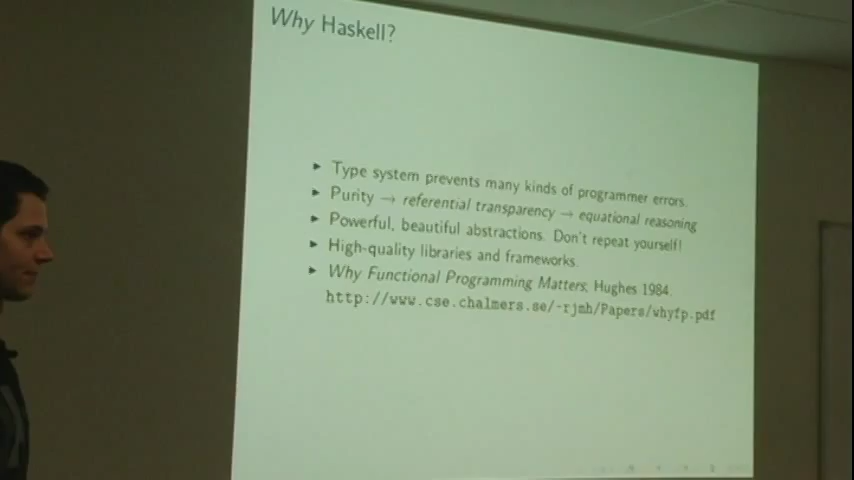 Why Haskell?
► Type system prevents many kinds of programmer errors.
► Purity → referential transparency → equational reasoning
► Powerful, beautiful abstractions. Don't repeat yourself!
► High-quality libraries and frameworks.
► Why Functional Programming Matters; Hughes 1984.
http://www.cse.chalmers.se/~rjmh/Papers/whyfp.pdf